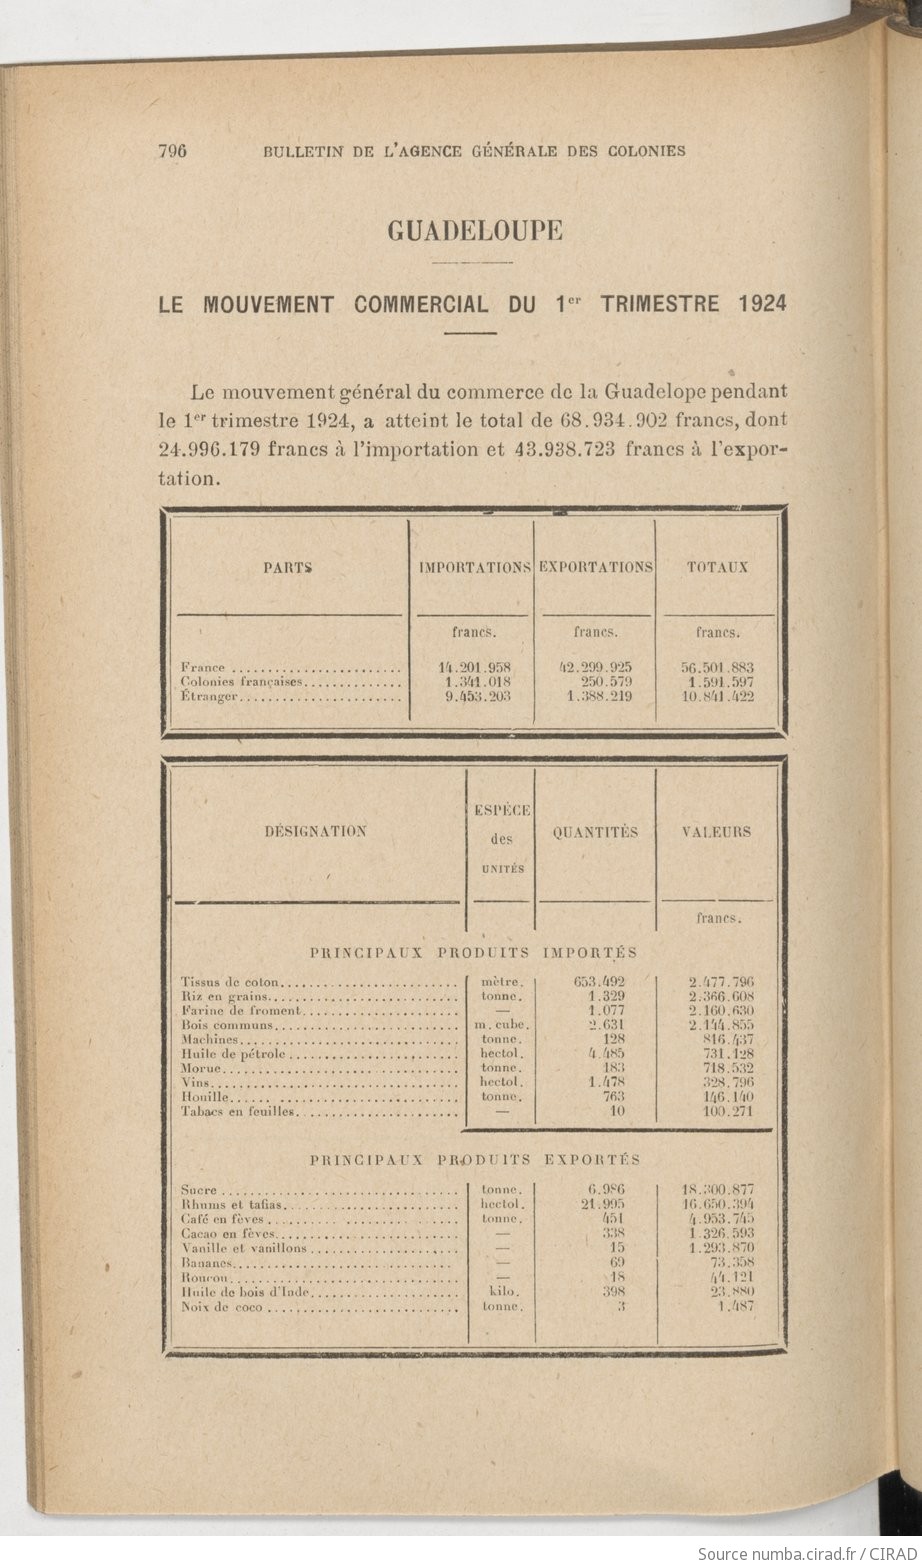 796 BULLETIN DE L'AGENCE GÉNÉRALE DES COLONIES
GUADELOUPE
LE MOUVEMENT COMMERCIAL DU 1er TRIMESTRE 1924
Le mouvement général du commerce de la Guadelope pendant
le 1er trimestre 1924, a atteint le total de 68.934.902 francs, dont
24.996.179 francs à l'importation et 43.938.723 francs à l'expor-
tation.
PARTS IMPORTATIONS EXPORTATIONS TOTAUX
francs. francs. francs.
France ........................ 14.201.958 42.299.925 56.501.883
Colonies françaises.............. 1.341.018 250.579 1.591.597
Étranger....................... 9.453.203 1.388.219 10.841.422
DÉSIGNATION ESPÉCE des UNITÉS QUANTITÉS VALEURS
francs.
PRINCIPAUX PRODUITS IMPORTÉS
Tissus de coton......................... mètre. 653.492 2.477.796
Riz en grains........................... tonne. 1.329 2.366.608
Farine de froment...................... — 1.077 2.160.630
Bois communs.......................... m. cube. 2.631 2.144.855
Machines............................... tonne. 128 816.437
Huile de pétrole ........................ hectol. 4.485 731.128
Morue................................. tonne. 183 718.532
Vins................................... hectol. 1.478 328.796
Houille...... ......................... tonne. 763 146.140
Tabacs en feuilles....................... — 10 100.271
PRINCIPAUX PRODUITS EXPORTÉS
Sucre ................................. tonne. 6.986 18.300.877
Rhums et tafias......................... hectol. 21.995 16.650.394
Café en fèves ........................... tonne. 451 4.953.745
Cacao en fèves.......................... — 338 1.326.593
Vanille et vanillons ..................... — 15 1.293.870
Bananes............................... — 69 73.358
Roucou................................ — 18 44.121
Huile de bois d'Inde..................... kilo. 398 23.880
Noix de coco ........................... tonne. 3 1.487
Source numba.cirad.fr / CIRAD